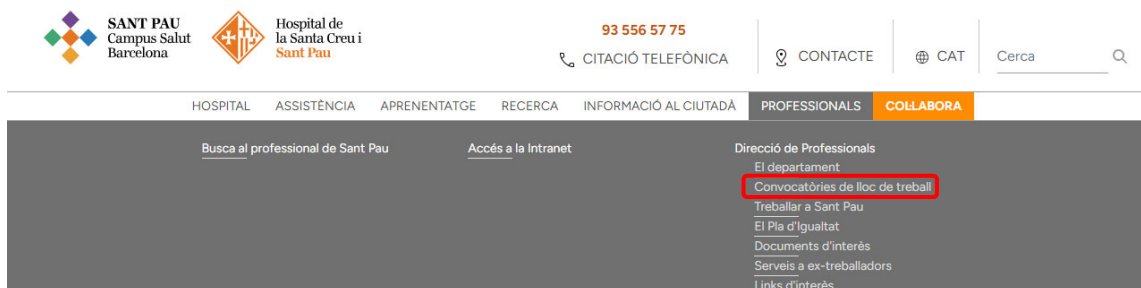 SANT PAU
Campus Salut
Barcelona
Hospital de
la Santa Creu i
Sant Pau
93 556 57 75
CITACIÓ TELEFÒNICA
CONTACTE
CAT
Cerca
HOSPITAL ASSISTÈNCIA APRENENTATGE RECERCA INFORMACIÓ AL CIUTADÀ PROFESSIONALS COL·LABORA
Busca al professional de Sant Pau
Accés a la Intranet
Direcció de Professionals
El departament
Convocatòries de lloc de treball
Treballar a Sant Pau
El Pla d'Igualtat
Documents d'interès
Serveis a ex-treballadors
Links d'interès